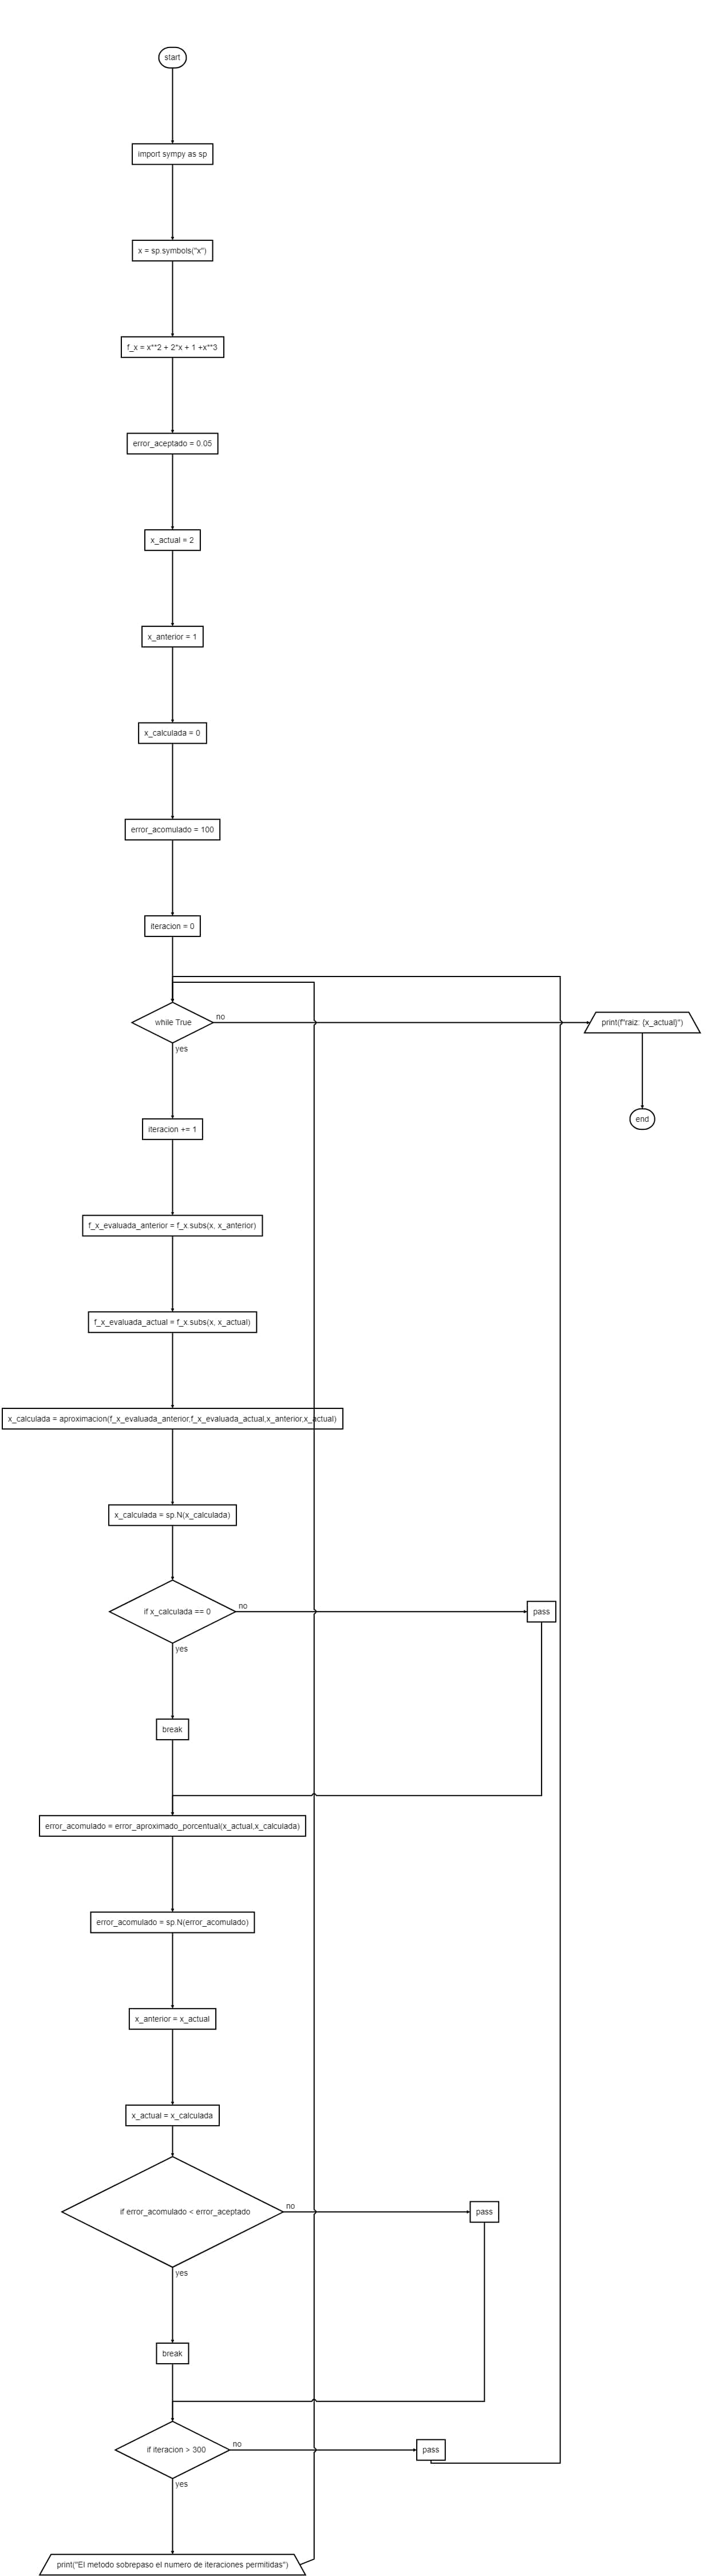 start
import sympy as sp
x = sp.symbols("x")
f_x = x**2 + 2*x + 1 +x**3
error_aceptado = 0.05
x_actual = 2
x_anterior = 1
x_calculada = 0
error_acomulado = 100
iteracion = 0
while True
no
print(f"raiz: {x_actual}")
yes
end
iteracion += 1
f_x_evaluada_anterior = f_x.subs(x, x_anterior)
f_x_evaluada_actual = f_x.subs(x, x_actual)
x_calculada = aproximacion(f_x_evaluada_anterior,f_x_evaluada_actual,x_anterior,x_actual)
x_calculada = sp.N(x_calculada)
if x_calculada == 0
no
pass
yes
break
error_acomulado = error_aproximado_porcentual(x_actual,x_calculada)
error_acomulado = sp.N(error_acomulado)
x_anterior = x_actual
x_actual = x_calculada
if error_acomulado < error_aceptado
no
pass
yes
break
if iteracion > 300
no
pass
yes
print("El metodo sobrepaso el numero de iteraciones permitidas")